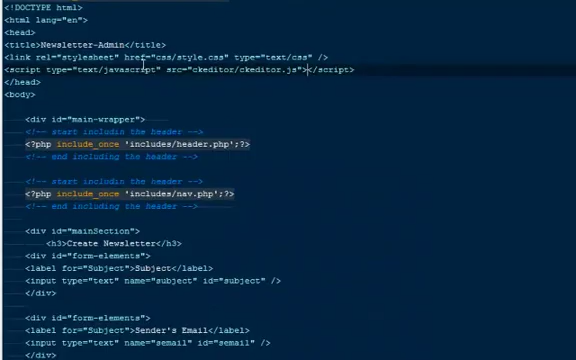 <!DOCTYPE html>
<html lang="en">
<head>
<title>Newsletter-Admin</title>
<link rel="stylesheet" href="css/style.css" type="text/css" />
<script type="text/javascript" src="ckeditor/ckeditor.js"></script>
</head>
<body>
<div id="main-wrapper">
<!-- start includin the header -->
<?php include_once 'includes/header.php';?>
<!-- end including the header -->
<!-- start includin the header -->
<?php include_once 'includes/nav.php';?>
<!-- end including the header -->
<div id="mainSection">
<h3>Create Newsletter</h3>
<div id="form-elements">
<label for="Subject">Subject</label>
<input type="text" name="subject" id="subject" />
</div>
<div id="form-elements">
<label for="Subject">Sender's Email</label>
<input type="text" name="semail" id="semail" />
</div>